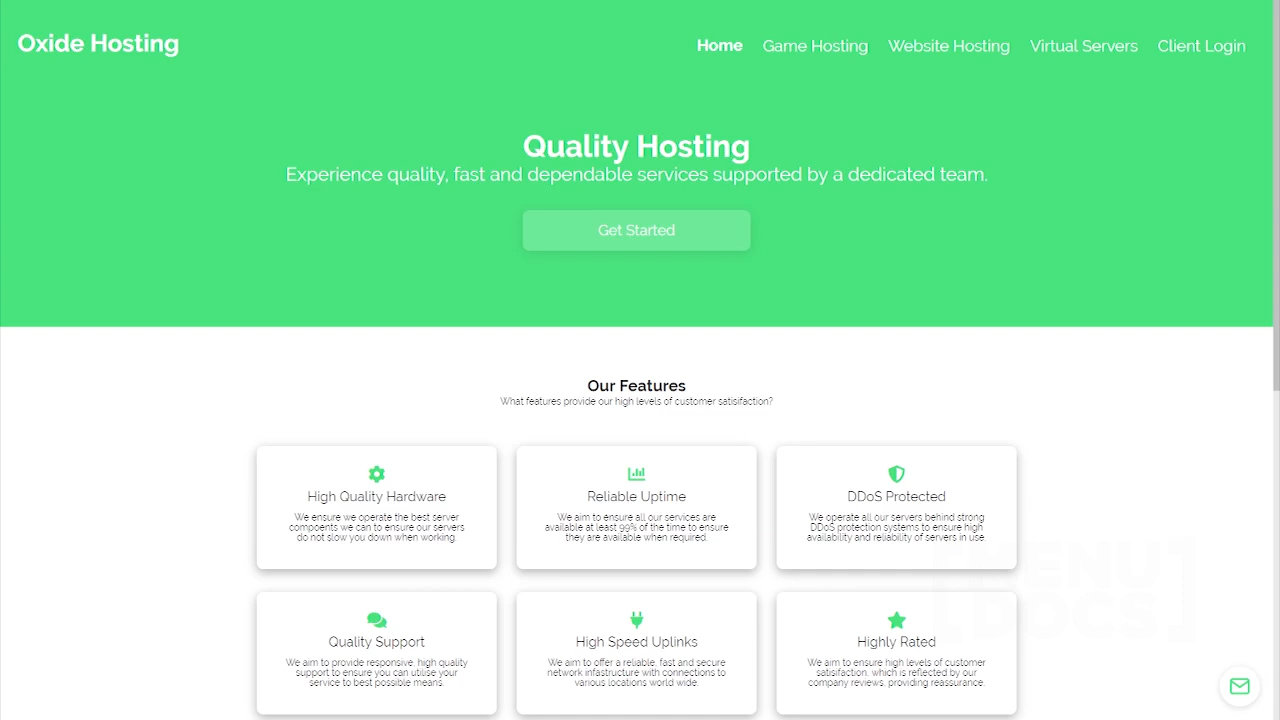 Oxide Hosting
Home Game Hosting Website Hosting Virtual Servers Client Login
Quality Hosting
Experience quality, fast and dependable services supported by a dedicated team.
Get Started
Our Features
What features provide our high levels of customer satisifaction?
High Quality Hardware
We ensure we operate the best server
compoents we can to ensure our servers
do not slow you down when working.
Reliable Uptime
We aim to ensure all our services are
available at least 99% of the time to ensure
they are available when required.
DDoS Protected
We operate all our servers behind strong
DDoS protection systems to ensure high
availability and reliability of servers in use.
Quality Support
We aim to provide responsive, high quality
support to ensure you can utilise your
service to best possible means.
High Speed Uplinks
We aim to offer a reliable, fast and secure
network infastructure with connections to
various locations world wide.
Highly Rated
We aim to ensure high levels of customer
satisifaction, which is reflected by our
company reviews, providing reassurance.
[MENU
DOCS]